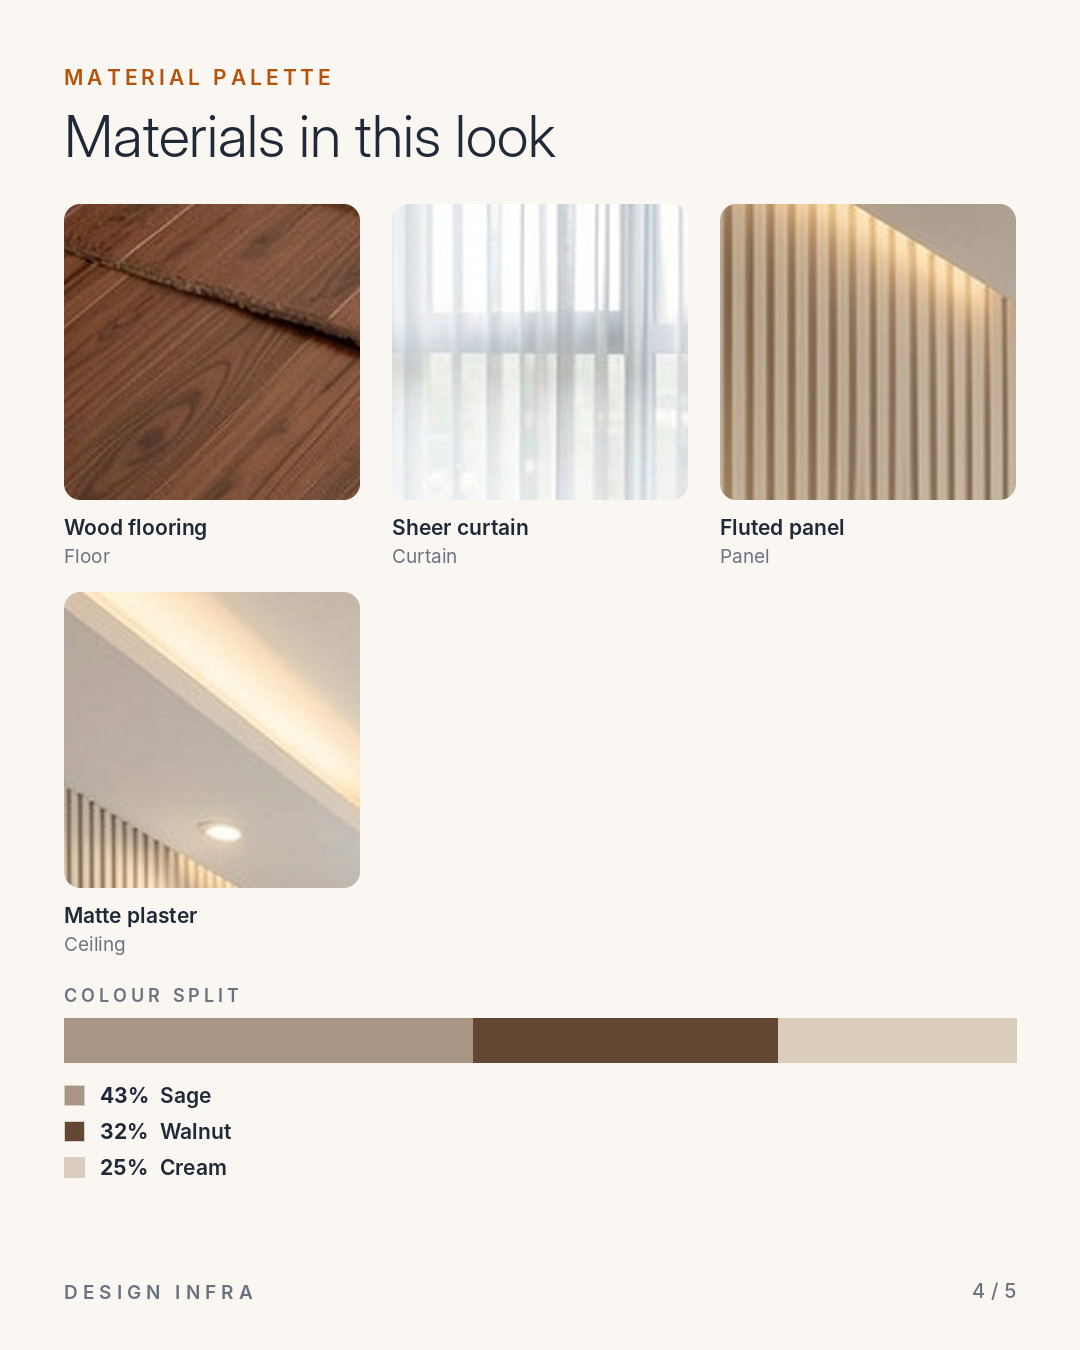 MATERIAL PALETTE
Materials in this look
Wood flooring
Floor
Sheer curtain
Curtain
Fluted panel
Panel
Matte plaster
Ceiling
COLOUR SPLIT
43% Sage
32% Walnut
25% Cream
DESIGN INFRA
4 / 5